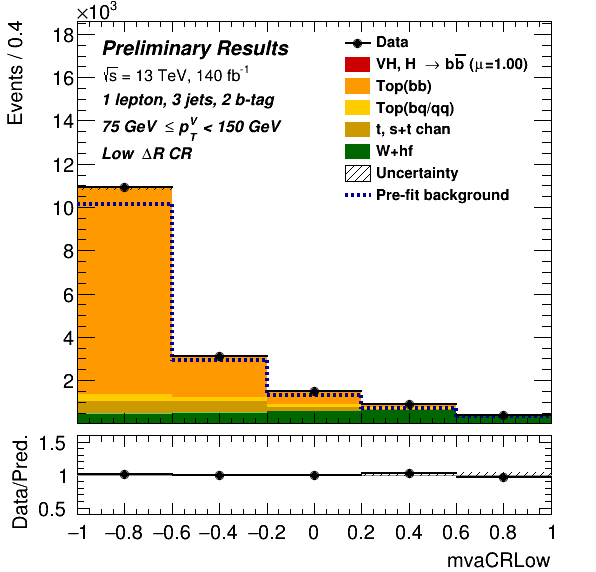 ×10³
Events / 0.4
18
16
14
12
10
8
6
4
2
Preliminary Results
√s = 13 TeV, 140 fb⁻¹
1 lepton, 3 jets, 2 b-tag
75 GeV ≤ p_T^V < 150 GeV
Low ΔR CR
Data
VH, H → bb̅ (μ=1.00)
Top(bb)
Top(bq/qq)
t, s+t chan
W+hf
Uncertainty
Pre-fit background
Data/Pred.
1.5
1
0.5
−1 −0.8 −0.6 −0.4 −0.2 0 0.2 0.4 0.6 0.8 1
mvaCRLow